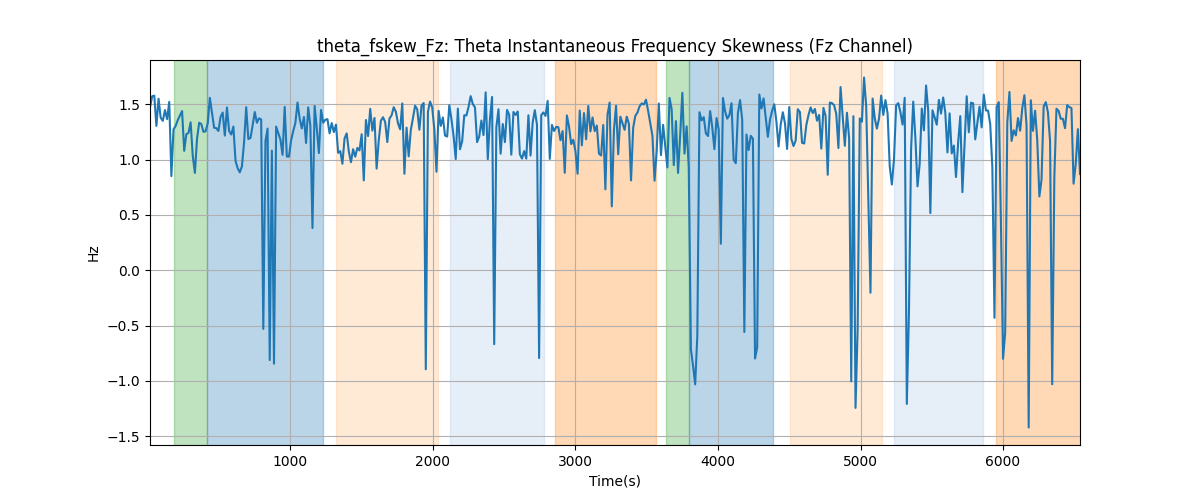 theta_fskew_Fz: Theta Instantaneous Frequency Skewness (Fz Channel)
1.5
1.0
0.5
0.0
−0.5
−1.0
−1.5
Hz
1000 2000 3000 4000 5000 6000
Time(s)